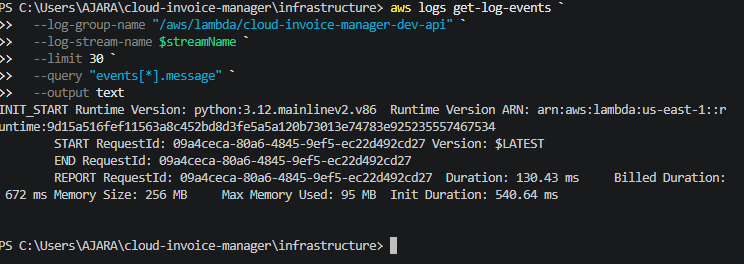 PS C:\Users\AJARA\cloud-invoice-manager\infrastructure> aws logs get-log-events `
>>   --log-group-name "/aws/lambda/cloud-invoice-manager-dev-api" `
>>   --log-stream-name $streamName `
>>   --limit 30 `
>>   --query "events[*].message" `
>>   --output text
INIT_START Runtime Version: python:3.12.mainlinev2.v86  Runtime Version ARN: arn:aws:lambda:us-east-1::r
untime:9d15a516fef11563a8c452bd8d3fe5a5a120b73013e74783e925235557467534
        START RequestId: 09a4ceca-80a6-4845-9ef5-ec22d492cd27 Version: $LATEST
        END RequestId: 09a4ceca-80a6-4845-9ef5-ec22d492cd27
        REPORT RequestId: 09a4ceca-80a6-4845-9ef5-ec22d492cd27  Duration: 130.43 ms     Billed Duration:
 672 ms Memory Size: 256 MB     Max Memory Used: 95 MB  Init Duration: 540.64 ms
PS C:\Users\AJARA\cloud-invoice-manager\infrastructure>